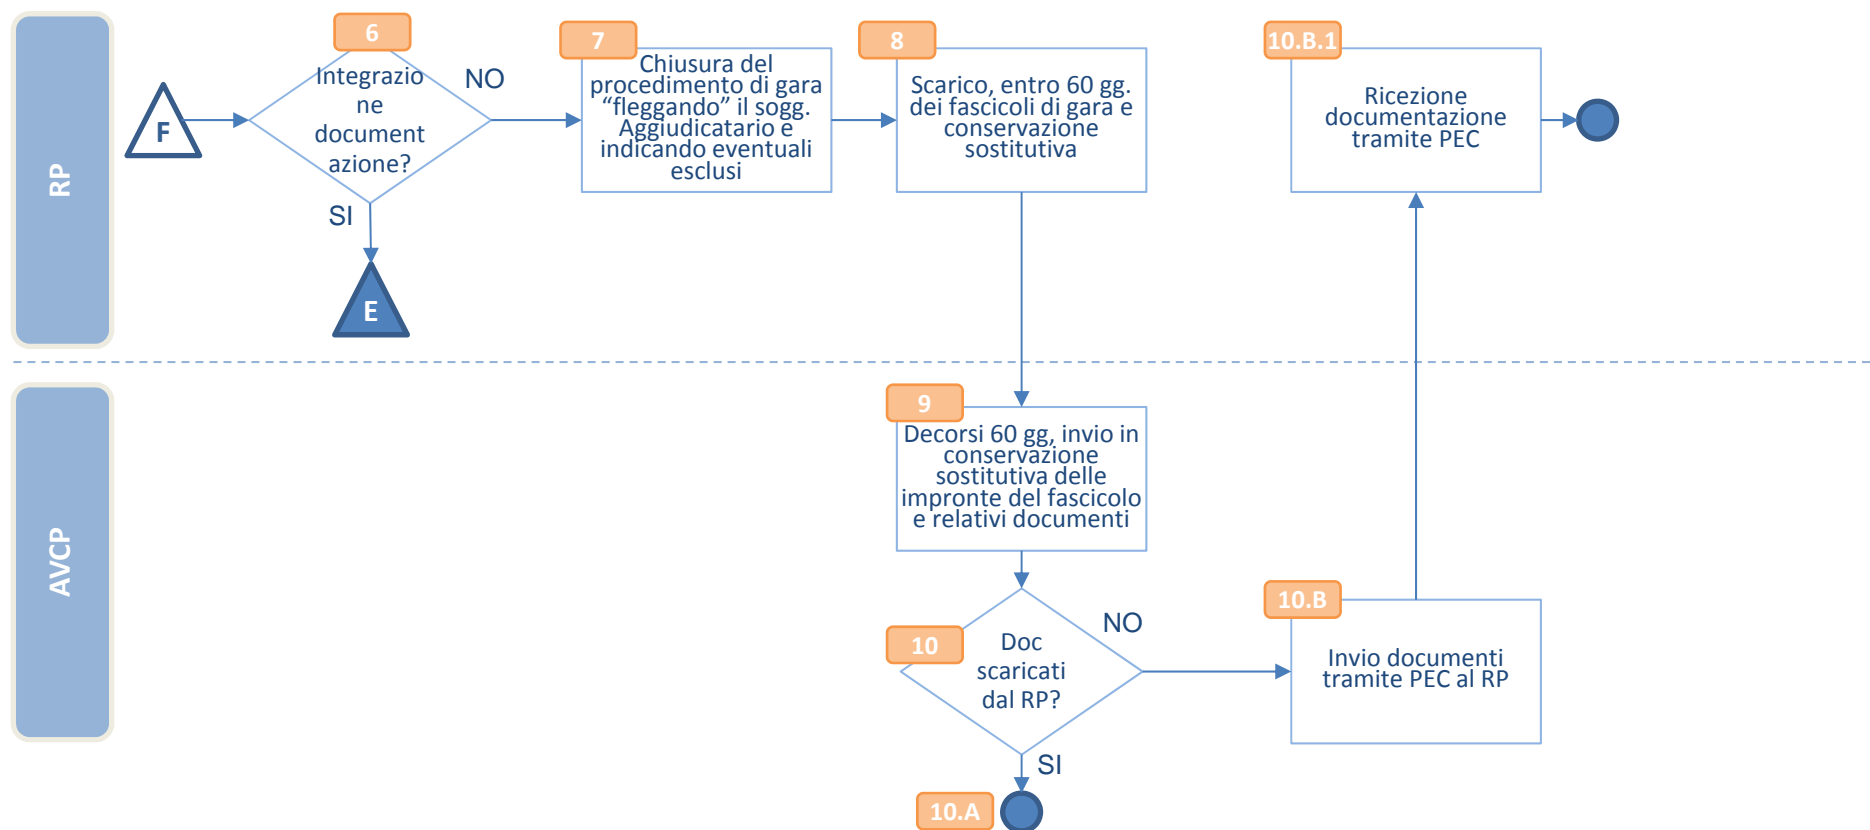 RP
F
6
Integrazio
ne
document
azione?
NO
SI
E
7
Chiusura del
procedimento di gara
“fleggando” il sogg.
Aggiudicatario e
indicando eventuali
esclusi
8
Scarico, entro 60 gg.
dei fascicoli di gara e
conservazione
sostitutiva
10.B.1
Ricezione
documentazione
tramite PEC
AVCP
9
Decorsi 60 gg, invio in
conservazione
sostitutiva delle
impronte del fascicolo
e relativi documenti
10
Doc
scaricati
dal RP?
NO
SI
10.A
10.B
Invio documenti
tramite PEC al RP